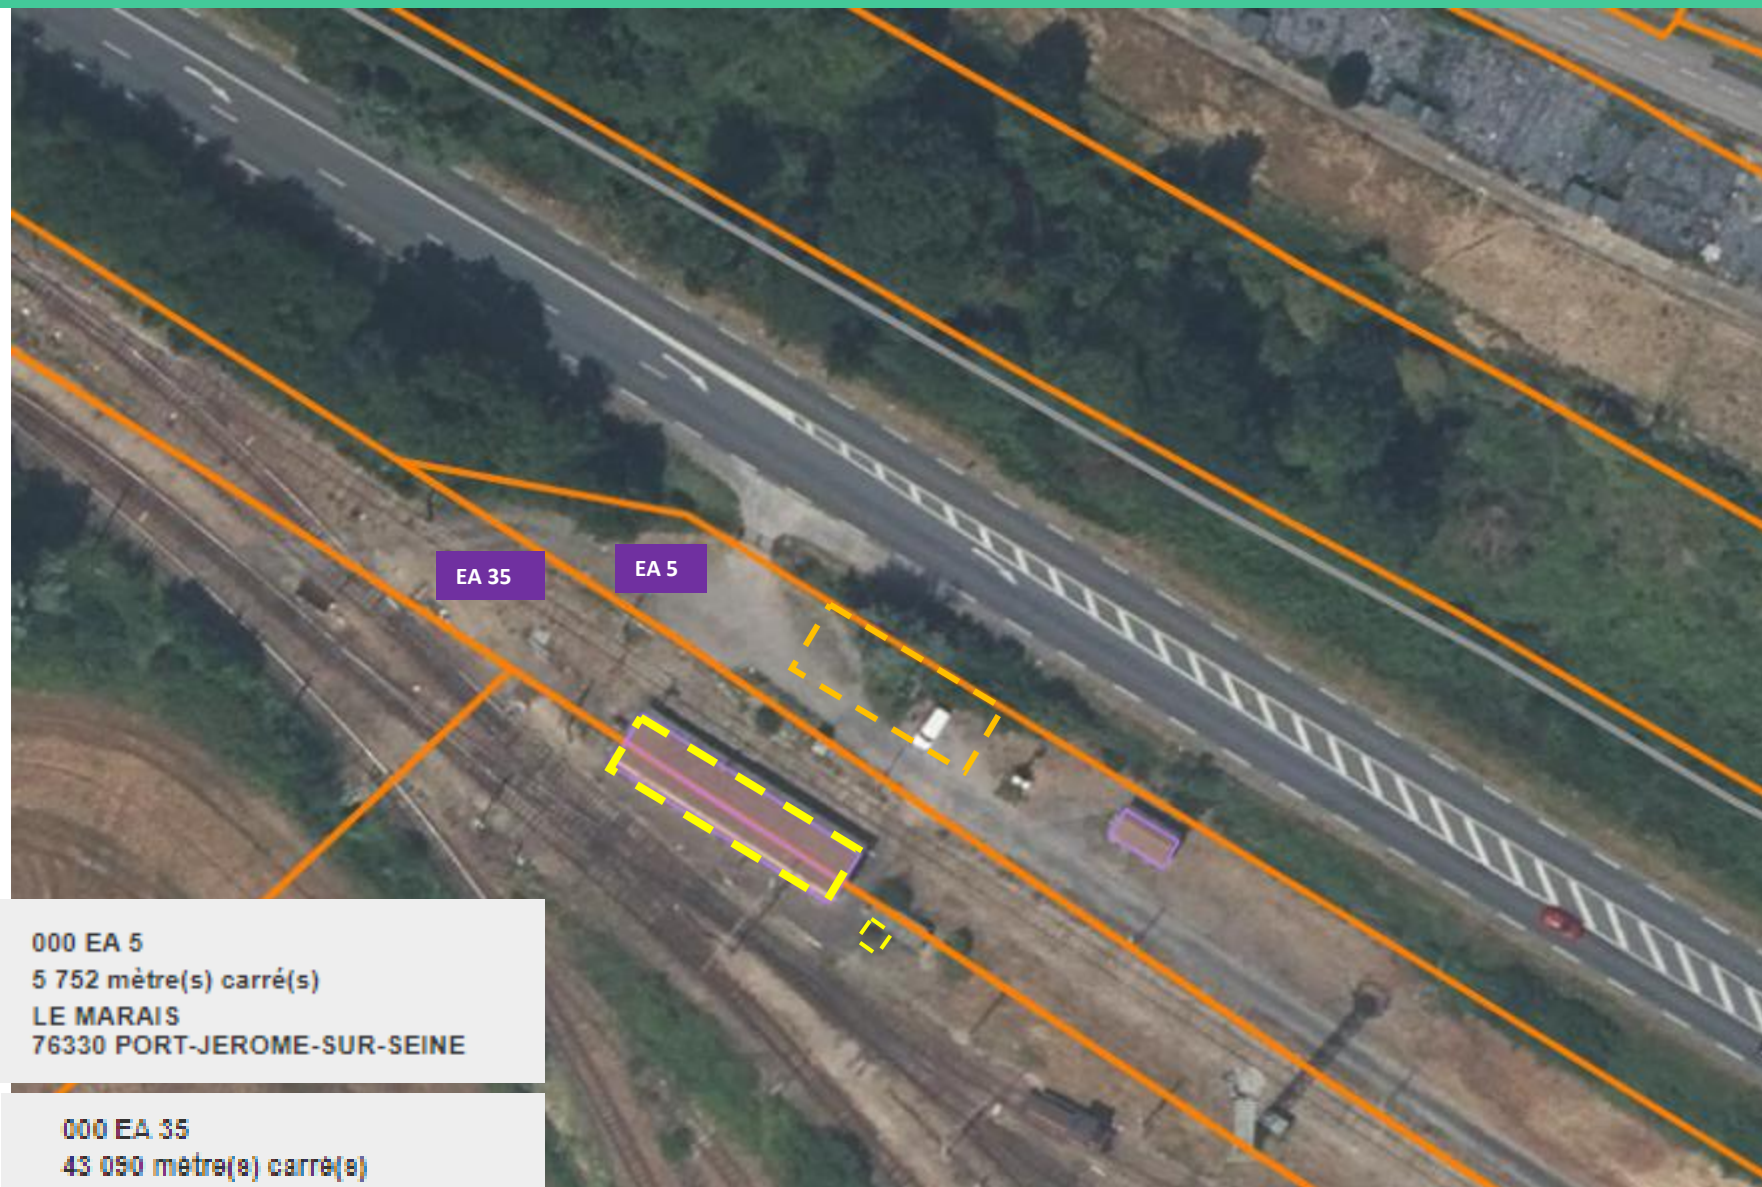 EA 35
EA 5
000 EA 5
5 752 mètre(s) carré(s)
LE MARAIS
76330 PORT-JEROME-SUR-SEINE
000 EA 35
43 090 mètre(s) carré(s)